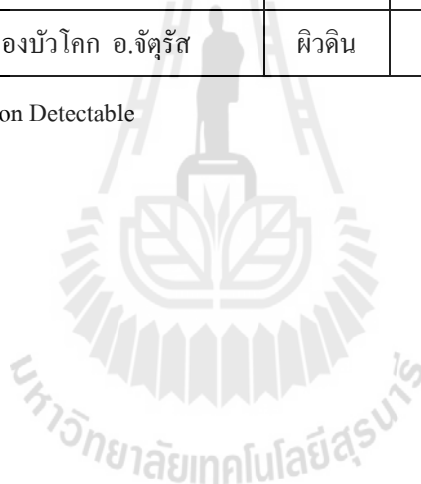 องบัวโคก อ.จัตุรัส ผิวดิน
on Detectable
มหาวิทยาลัยเทคโนโลยีสุรนารี